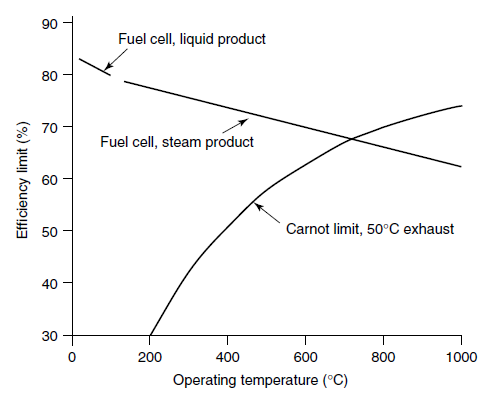 90
Fuel cell, liquid product
80
70
Fuel cell, steam product
60
Efficiency limit (%)
50
Carnot limit, 50°C exhaust
40
30
0 200 400 600 800 1000
Operating temperature (°C)